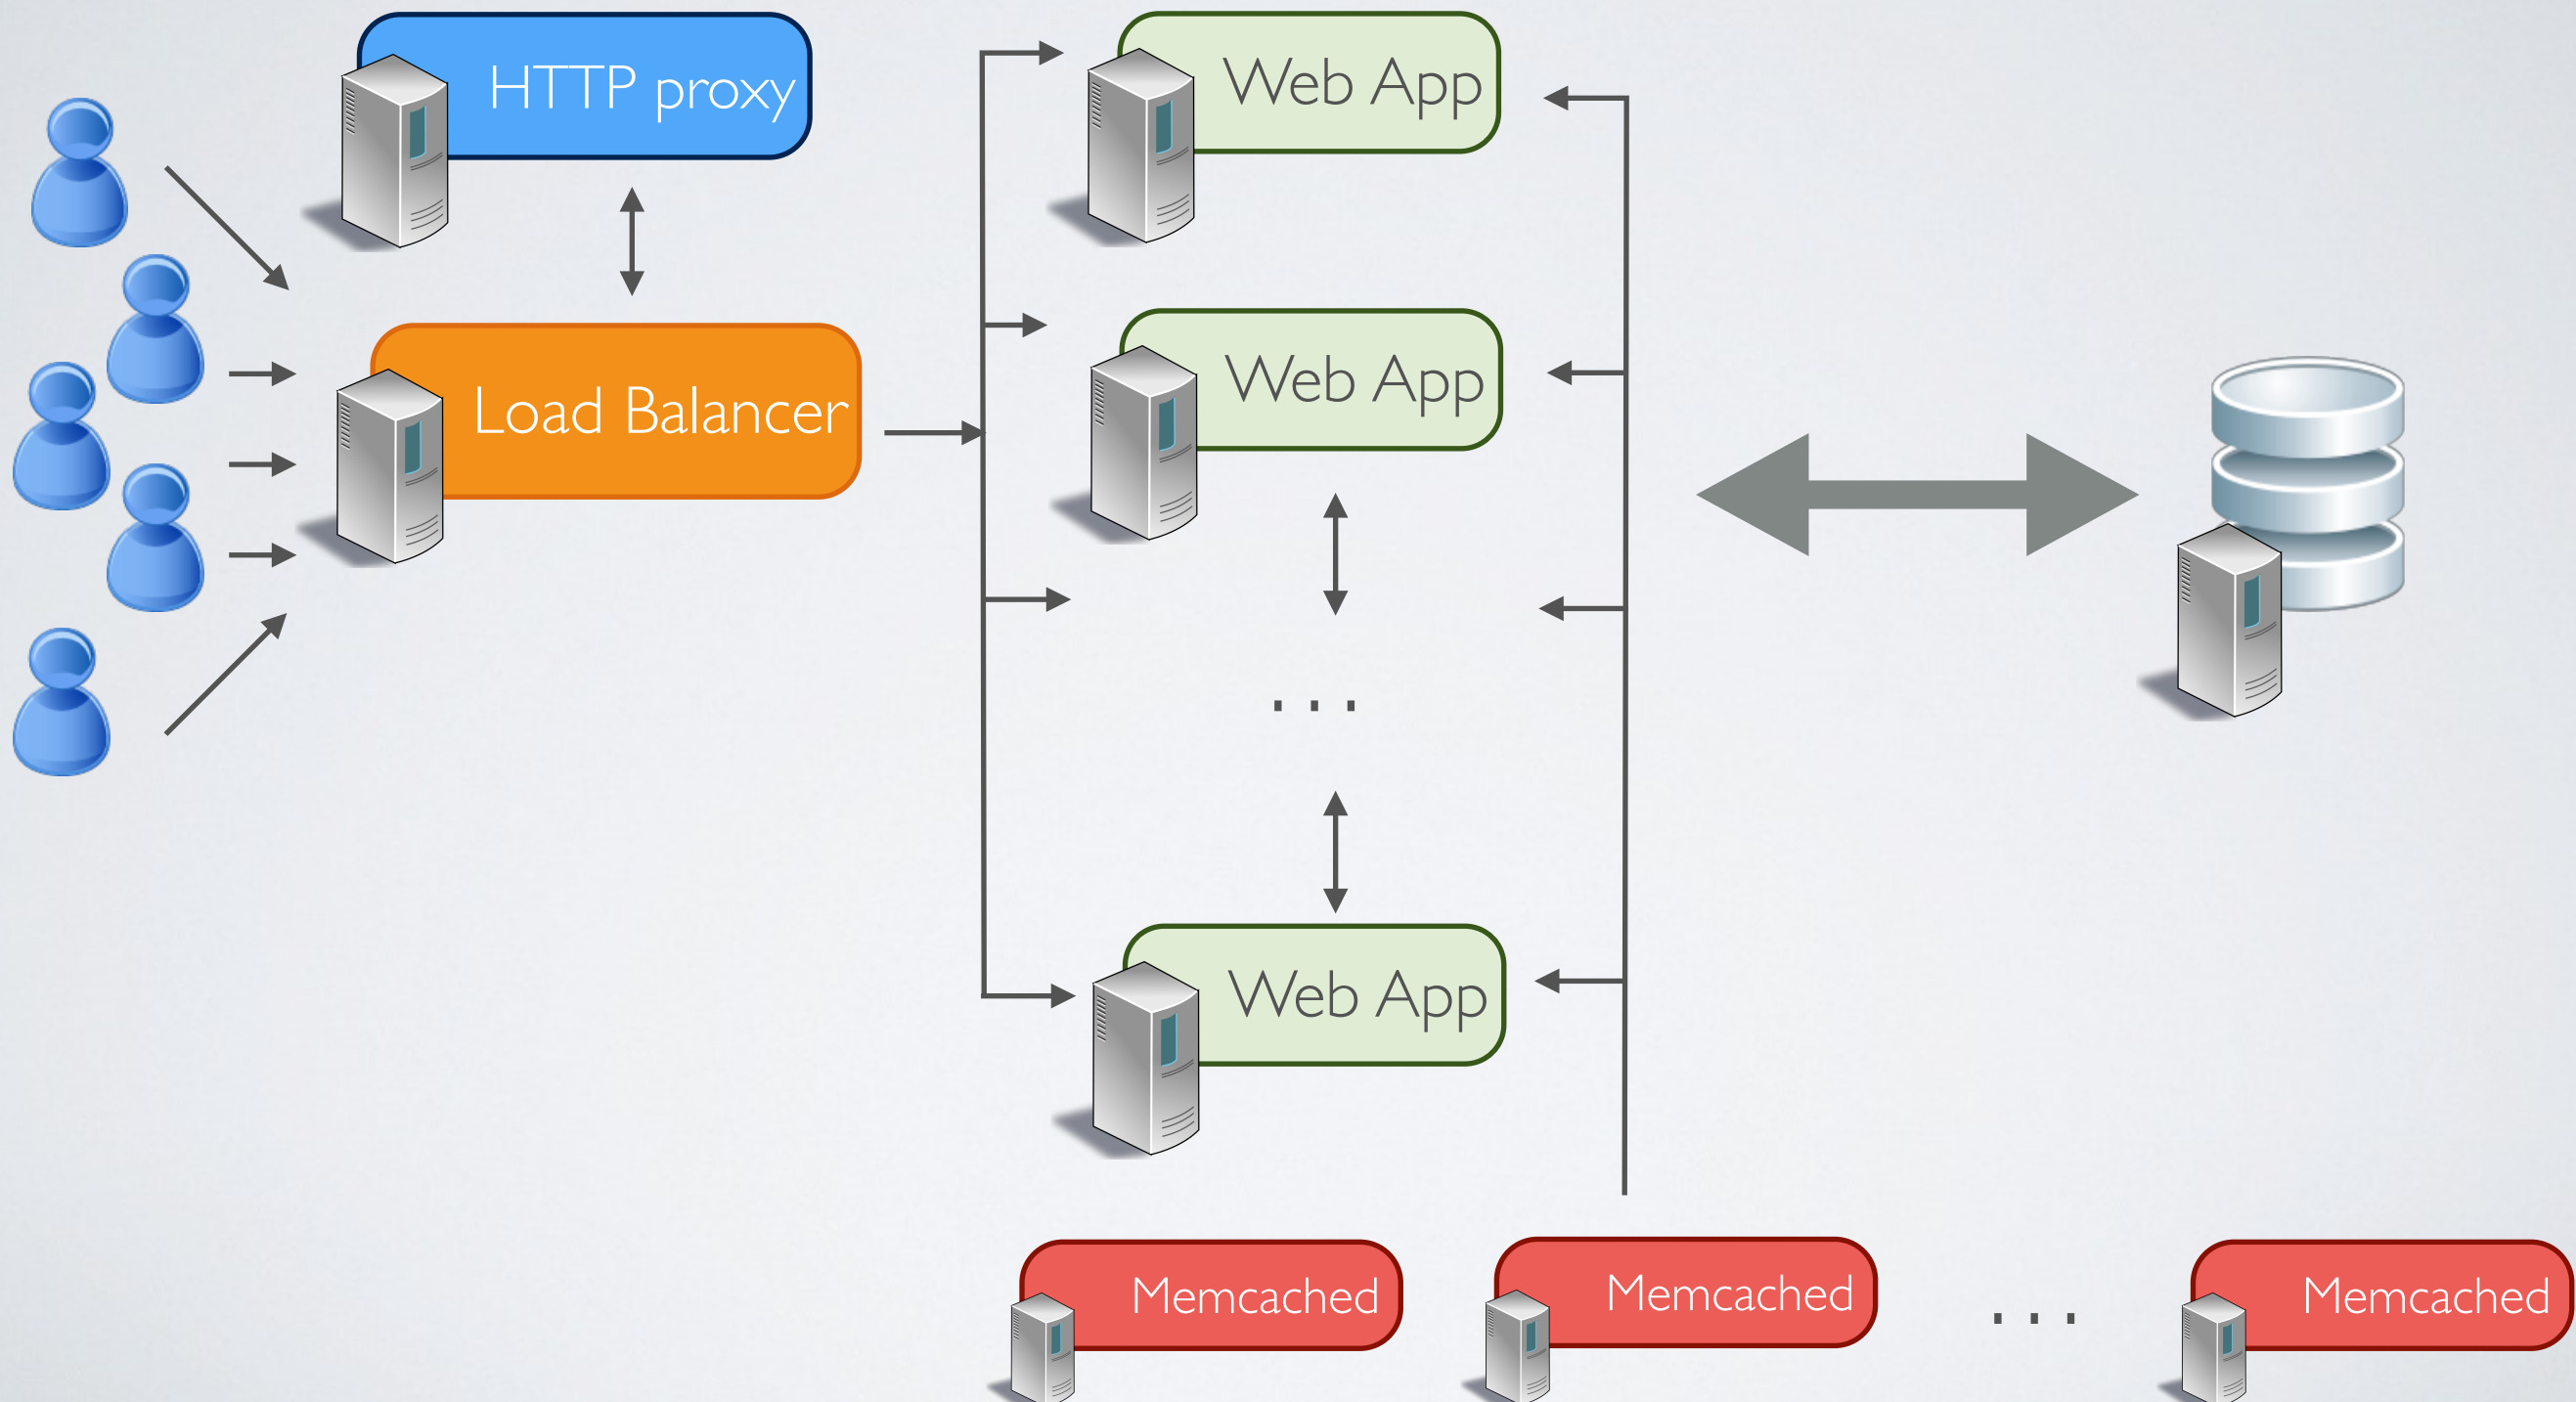 HTTP proxy
Web App
Load Balancer
Web App
...
Web App
Memcached
Memcached
...
Memcached